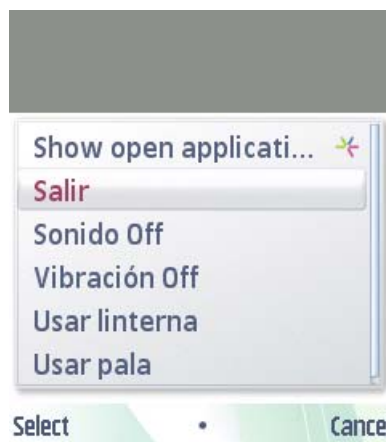 Show open applicati...
Salir
Sonido Off
Vibración Off
Usar linterna
Usar pala
Select Cance